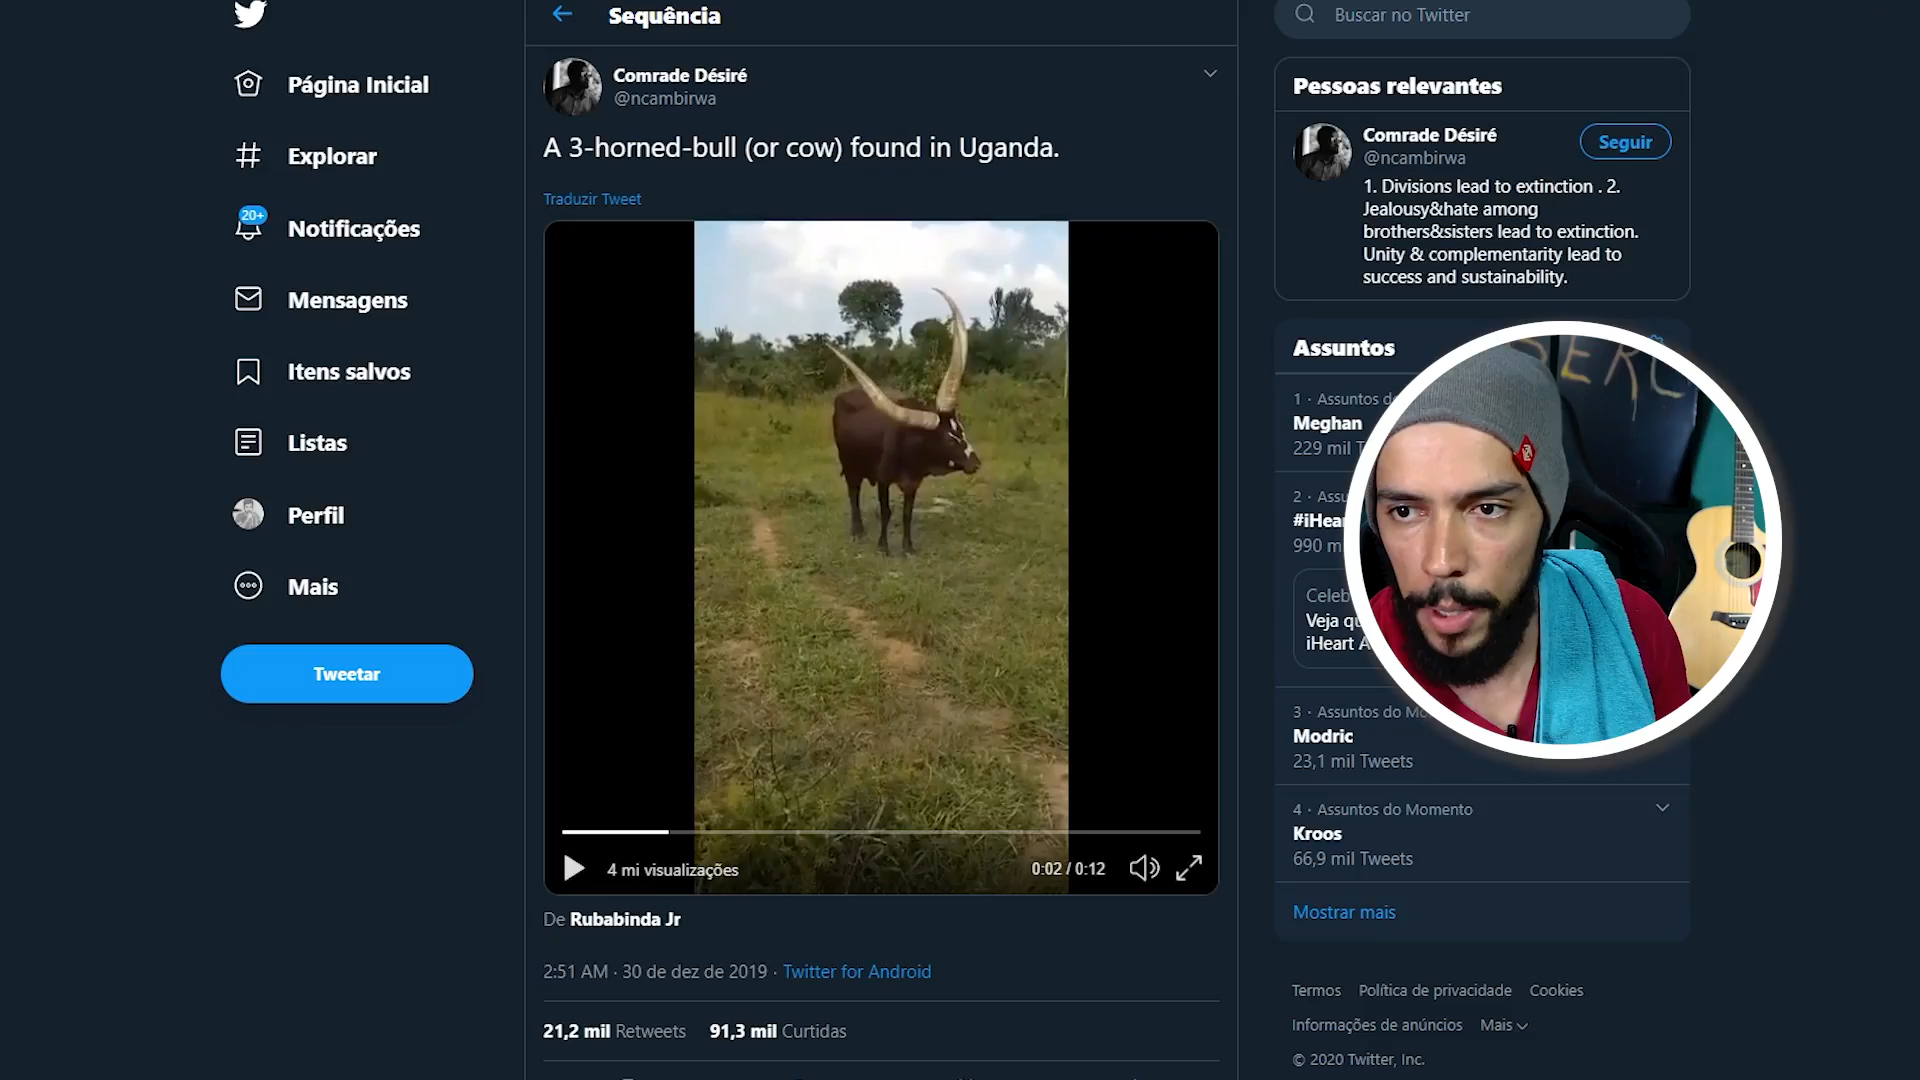 Página Inicial
Explorar
20+
Notificações
Mensagens
Itens salvos
Listas
Perfil
Mais
Tweetar
Sequência
Comrade Désiré
@ncambirwa
A 3-horned-bull (or cow) found in Uganda.
Traduzir Tweet
4 mi visualizações
0:02 / 0:12
De Rubabinda Jr
2:51 AM · 30 de dez de 2019 · Twitter for Android
21,2 mil Retweets 91,3 mil Curtidas
Buscar no Twitter
Pessoas relevantes
Comrade Désiré
@ncambirwa
Seguir
1. Divisions lead to extinction . 2.
Jealousy&hate among
brothers&sisters lead to extinction.
Unity & complementarity lead to
success and sustainability.
Assuntos
1 · Assuntos
Meghan
229 mil
2 ·
990
Veja
iHeart
3 · Assuntos do
Modric
23,1 mil Tweets
4 · Assuntos do Momento
Kroos
66,9 mil Tweets
Mostrar mais
Termos Política de privacidade Cookies
Informações de anúncios Mais
© 2020 Twitter, Inc.